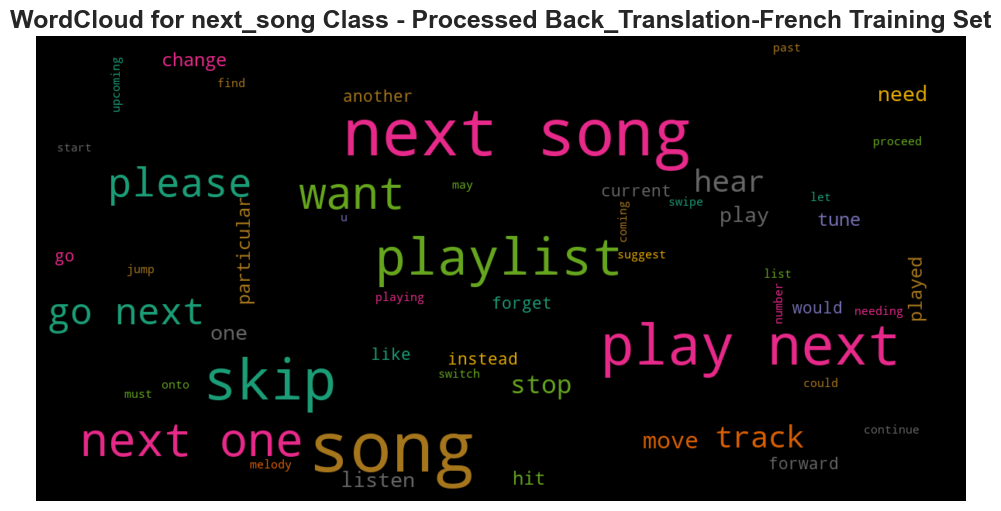 WordCloud for next_song Class - Processed Back_Translation-French Training Set
past
change
upcoming
find
another
need
next song
proceed
start
please
want
may
hear
current
swipe
let
particular
u
coming
play
tune
go
jump
playlist
suggest
list
played
playing
forget
number
would
needing
go next
one
play next
like
instead
switch
skip
stop
could
must
onto
next one
song
move
track
continue
melody
listen
hit
forward